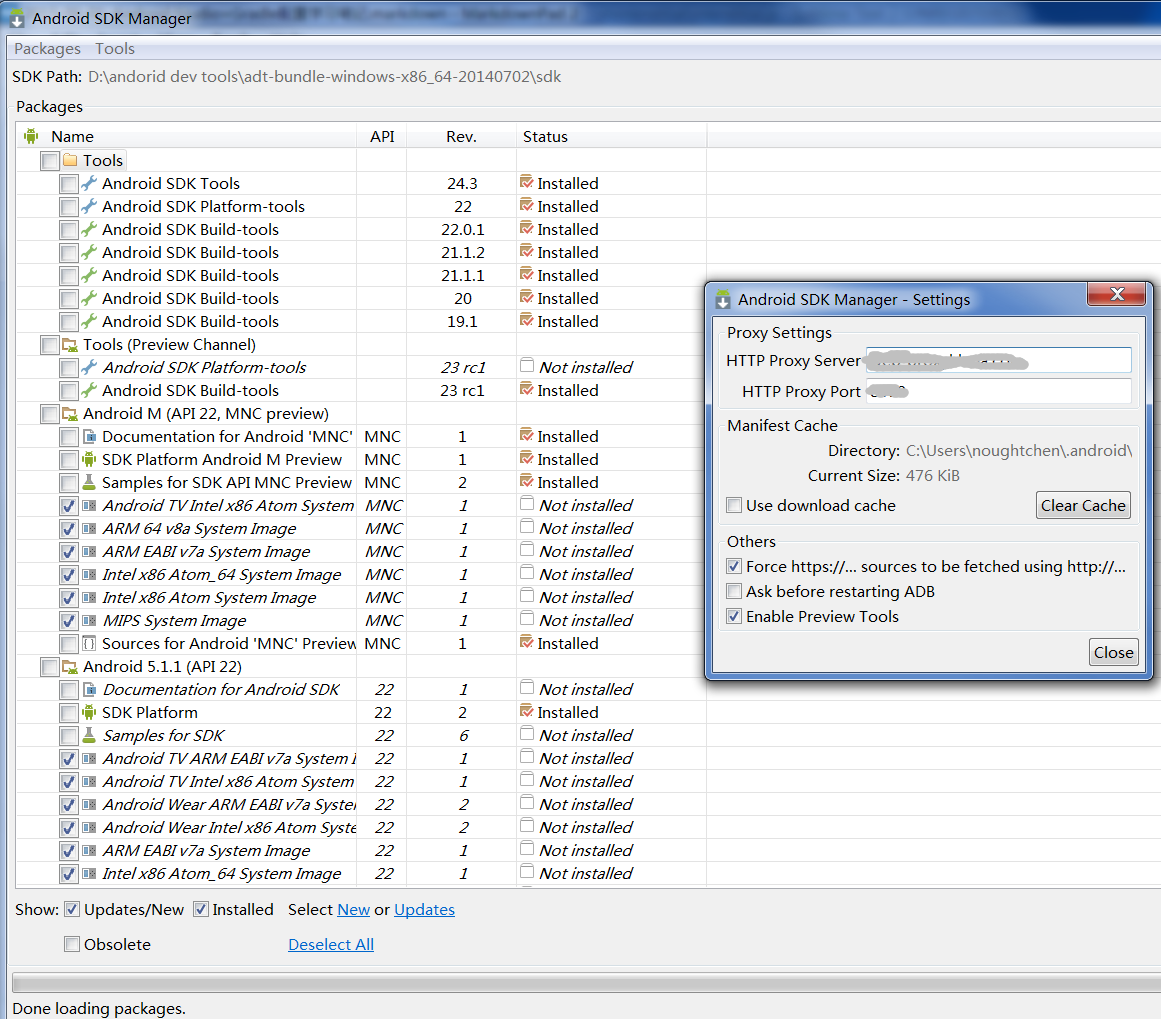 Android SDK Manager
Packages Tools
SDK Path: D:\andorid dev tools\adt-bundle-windows-x86_64-20140702\sdk
Packages
Name API Rev. Status
Tools
Android SDK Tools 24.3 Installed
Android SDK Platform-tools 22 Installed
Android SDK Build-tools 22.0.1 Installed
Android SDK Build-tools 21.1.2 Installed
Android SDK Build-tools 21.1.1 Installed
Android SDK Build-tools 20 Installed
Android SDK Build-tools 19.1 Installed
Tools (Preview Channel)
Android SDK Platform-tools 23 rc1 Not installed
Android SDK Build-tools 23 rc1 Installed
Android M (API 22, MNC preview)
Documentation for Android 'MNC' MNC 1 Installed
SDK Platform Android M Preview MNC 1 Installed
Samples for SDK API MNC Preview MNC 2 Installed
Android TV Intel x86 Atom System MNC 1 Not installed
ARM 64 v8a System Image MNC 1 Not installed
ARM EABI v7a System Image MNC 1 Not installed
Intel x86 Atom_64 System Image MNC 1 Not installed
Intel x86 Atom System Image MNC 1 Not installed
MIPS System Image MNC 1 Not installed
Sources for Android 'MNC' Preview MNC 1 Installed
Android 5.1.1 (API 22)
Documentation for Android SDK 22 1 Not installed
SDK Platform 22 2 Installed
Samples for SDK 22 6 Not installed
Android TV ARM EABI v7a System I 22 1 Not installed
Android TV Intel x86 Atom System 22 1 Not installed
Android Wear ARM EABI v7a Syster 22 2 Not installed
Android Wear Intel x86 Atom Syste 22 2 Not installed
ARM EABI v7a System Image 22 1 Not installed
Intel x86 Atom_64 System Image 22 1 Not installed
Show: Updates/New Installed Select New or Updates
Obsolete Deselect All
Done loading packages.
Android SDK Manager - Settings
Proxy Settings
HTTP Proxy Server
HTTP Proxy Port
Manifest Cache
Directory: C:\Users\noughtchen\.android\
Current Size: 476 KiB
Use download cache Clear Cache
Others
Force https://... sources to be fetched using http://...
Ask before restarting ADB
Enable Preview Tools
Close